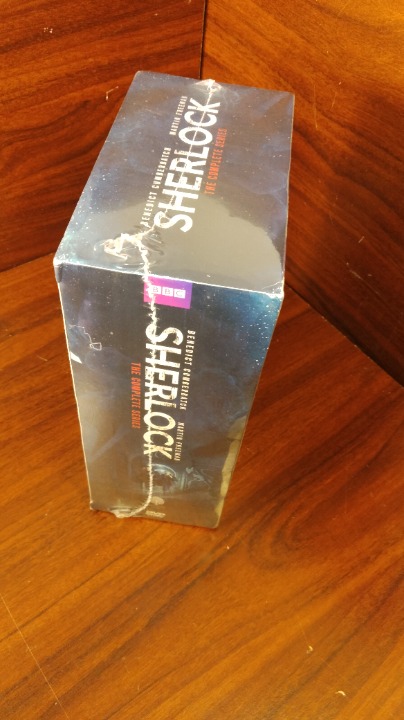 BENEDICT CUMBERBATCH MARTIN FREEMAN
SHERLOCK
THE COMPLETE SERIES
BBC
BENEDICT CUMBERBATCH MARTIN FREEMAN
SHERLOCK
THE COMPLETE SERIES